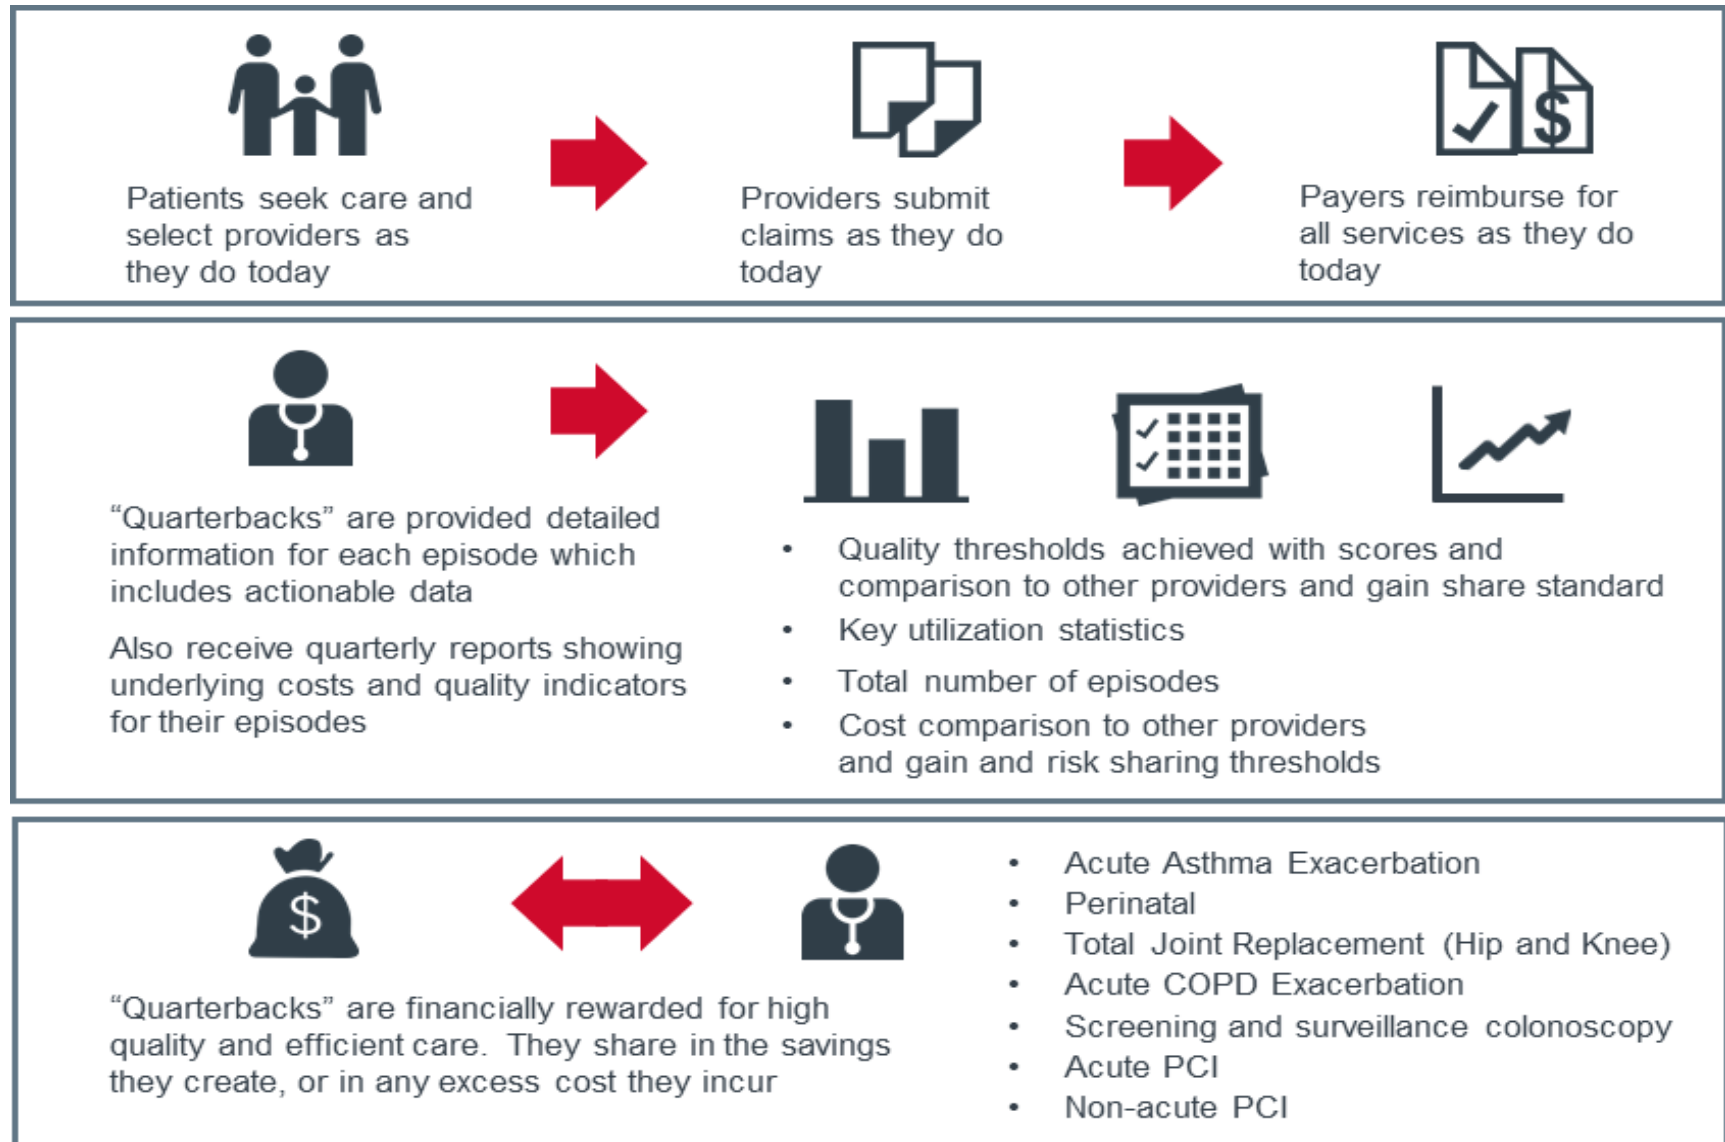 $
Patients seek care and
select providers as
they do today
Providers submit
claims as they do
today
Payers reimburse for
all services as they do
today
“Quarterbacks” are provided detailed
information for each episode which
includes actionable data
Also receive quarterly reports showing
underlying costs and quality indicators
for their episodes
• Quality thresholds achieved with scores and
comparison to other providers and gain share standard
• Key utilization statistics
• Total number of episodes
• Cost comparison to other providers
and gain and risk sharing thresholds
$
“Quarterbacks” are financially rewarded for high
quality and efficient care. They share in the savings
they create, or in any excess cost they incur
• Acute Asthma Exacerbation
• Perinatal
• Total Joint Replacement (Hip and Knee)
• Acute COPD Exacerbation
• Screening and surveillance colonoscopy
• Acute PCI
• Non-acute PCI